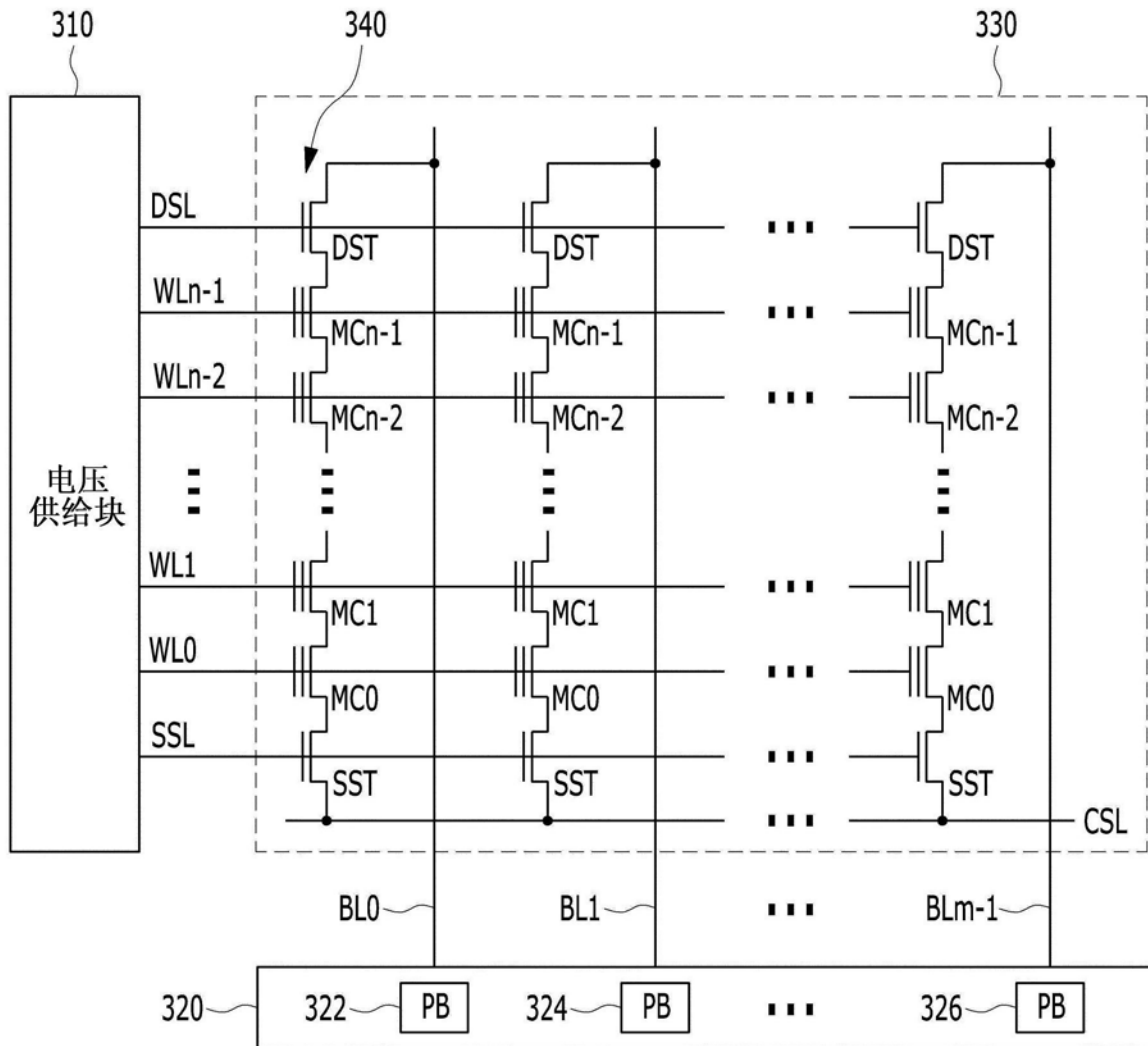 310
340
330
DSL
DST
DST
DST
WLn-1
MCn-1
MCn-1
MCn-1
WLn-2
MCn-2
MCn-2
MCn-2
电压
供给块
WL1
MC1
MC1
MC1
WL0
MC0
MC0
MC0
SSL
SST
SST
SST
CSL
BL0
BL1
BLm-1
320
322
PB
324
PB
326
PB